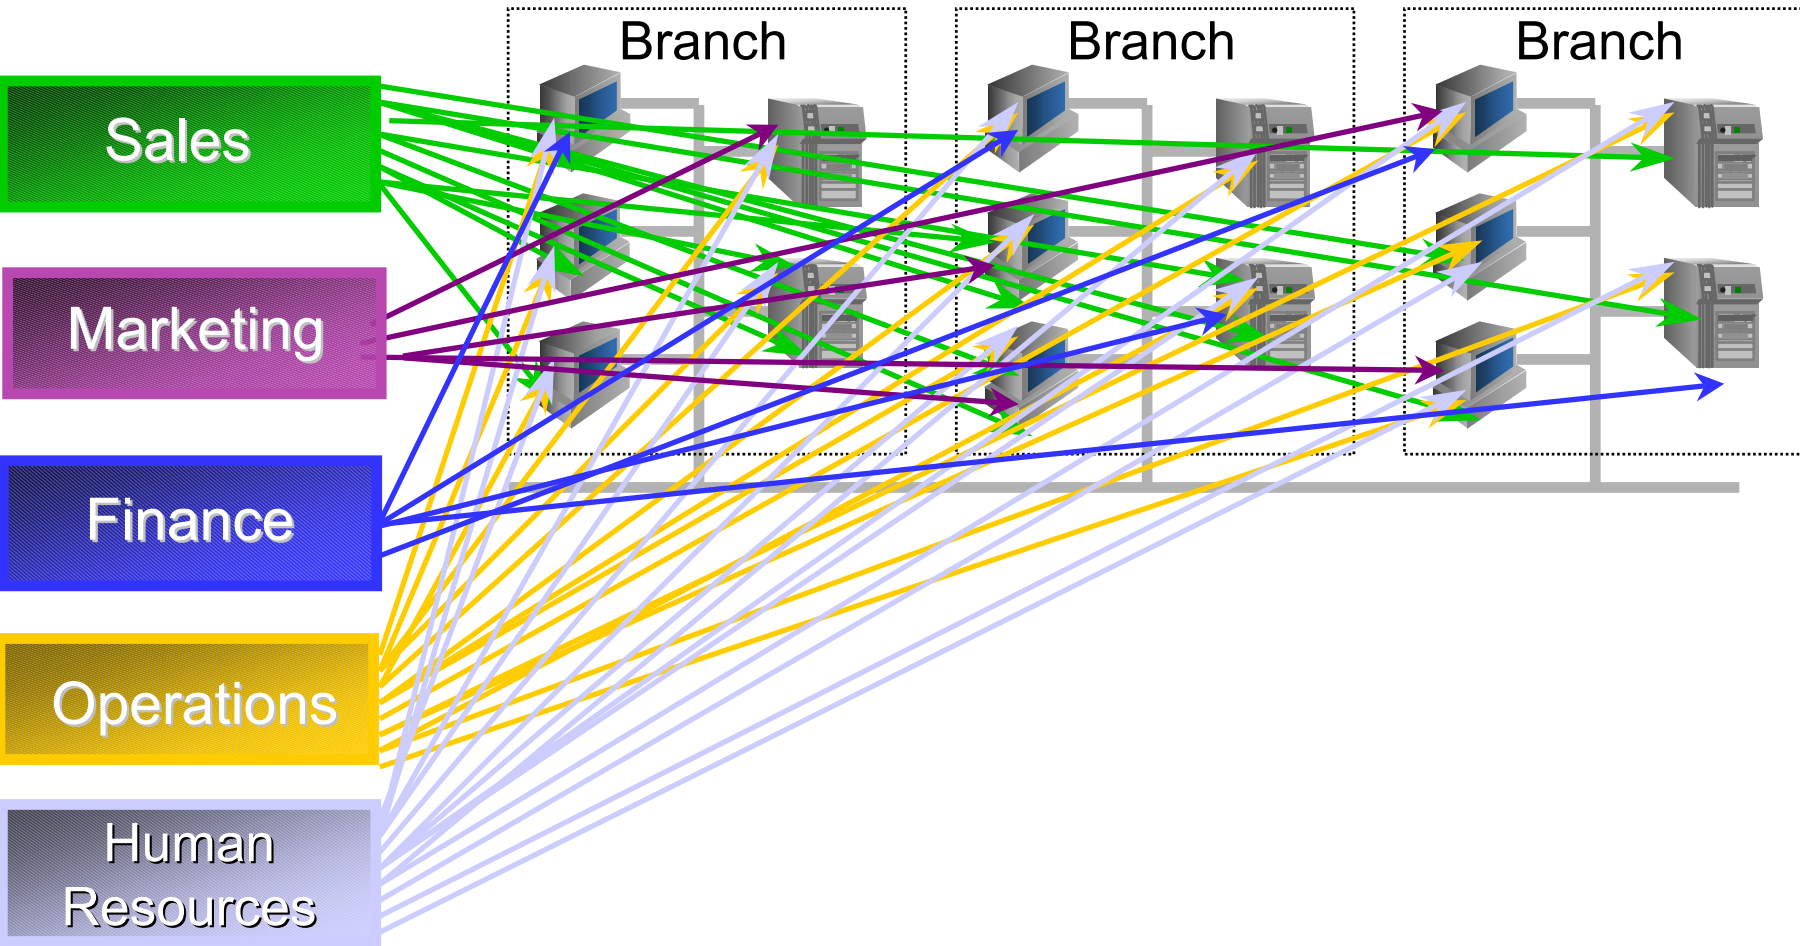 Branch
Branch
Branch
Sales
Marketing
Finance
Operations
Human
Resources